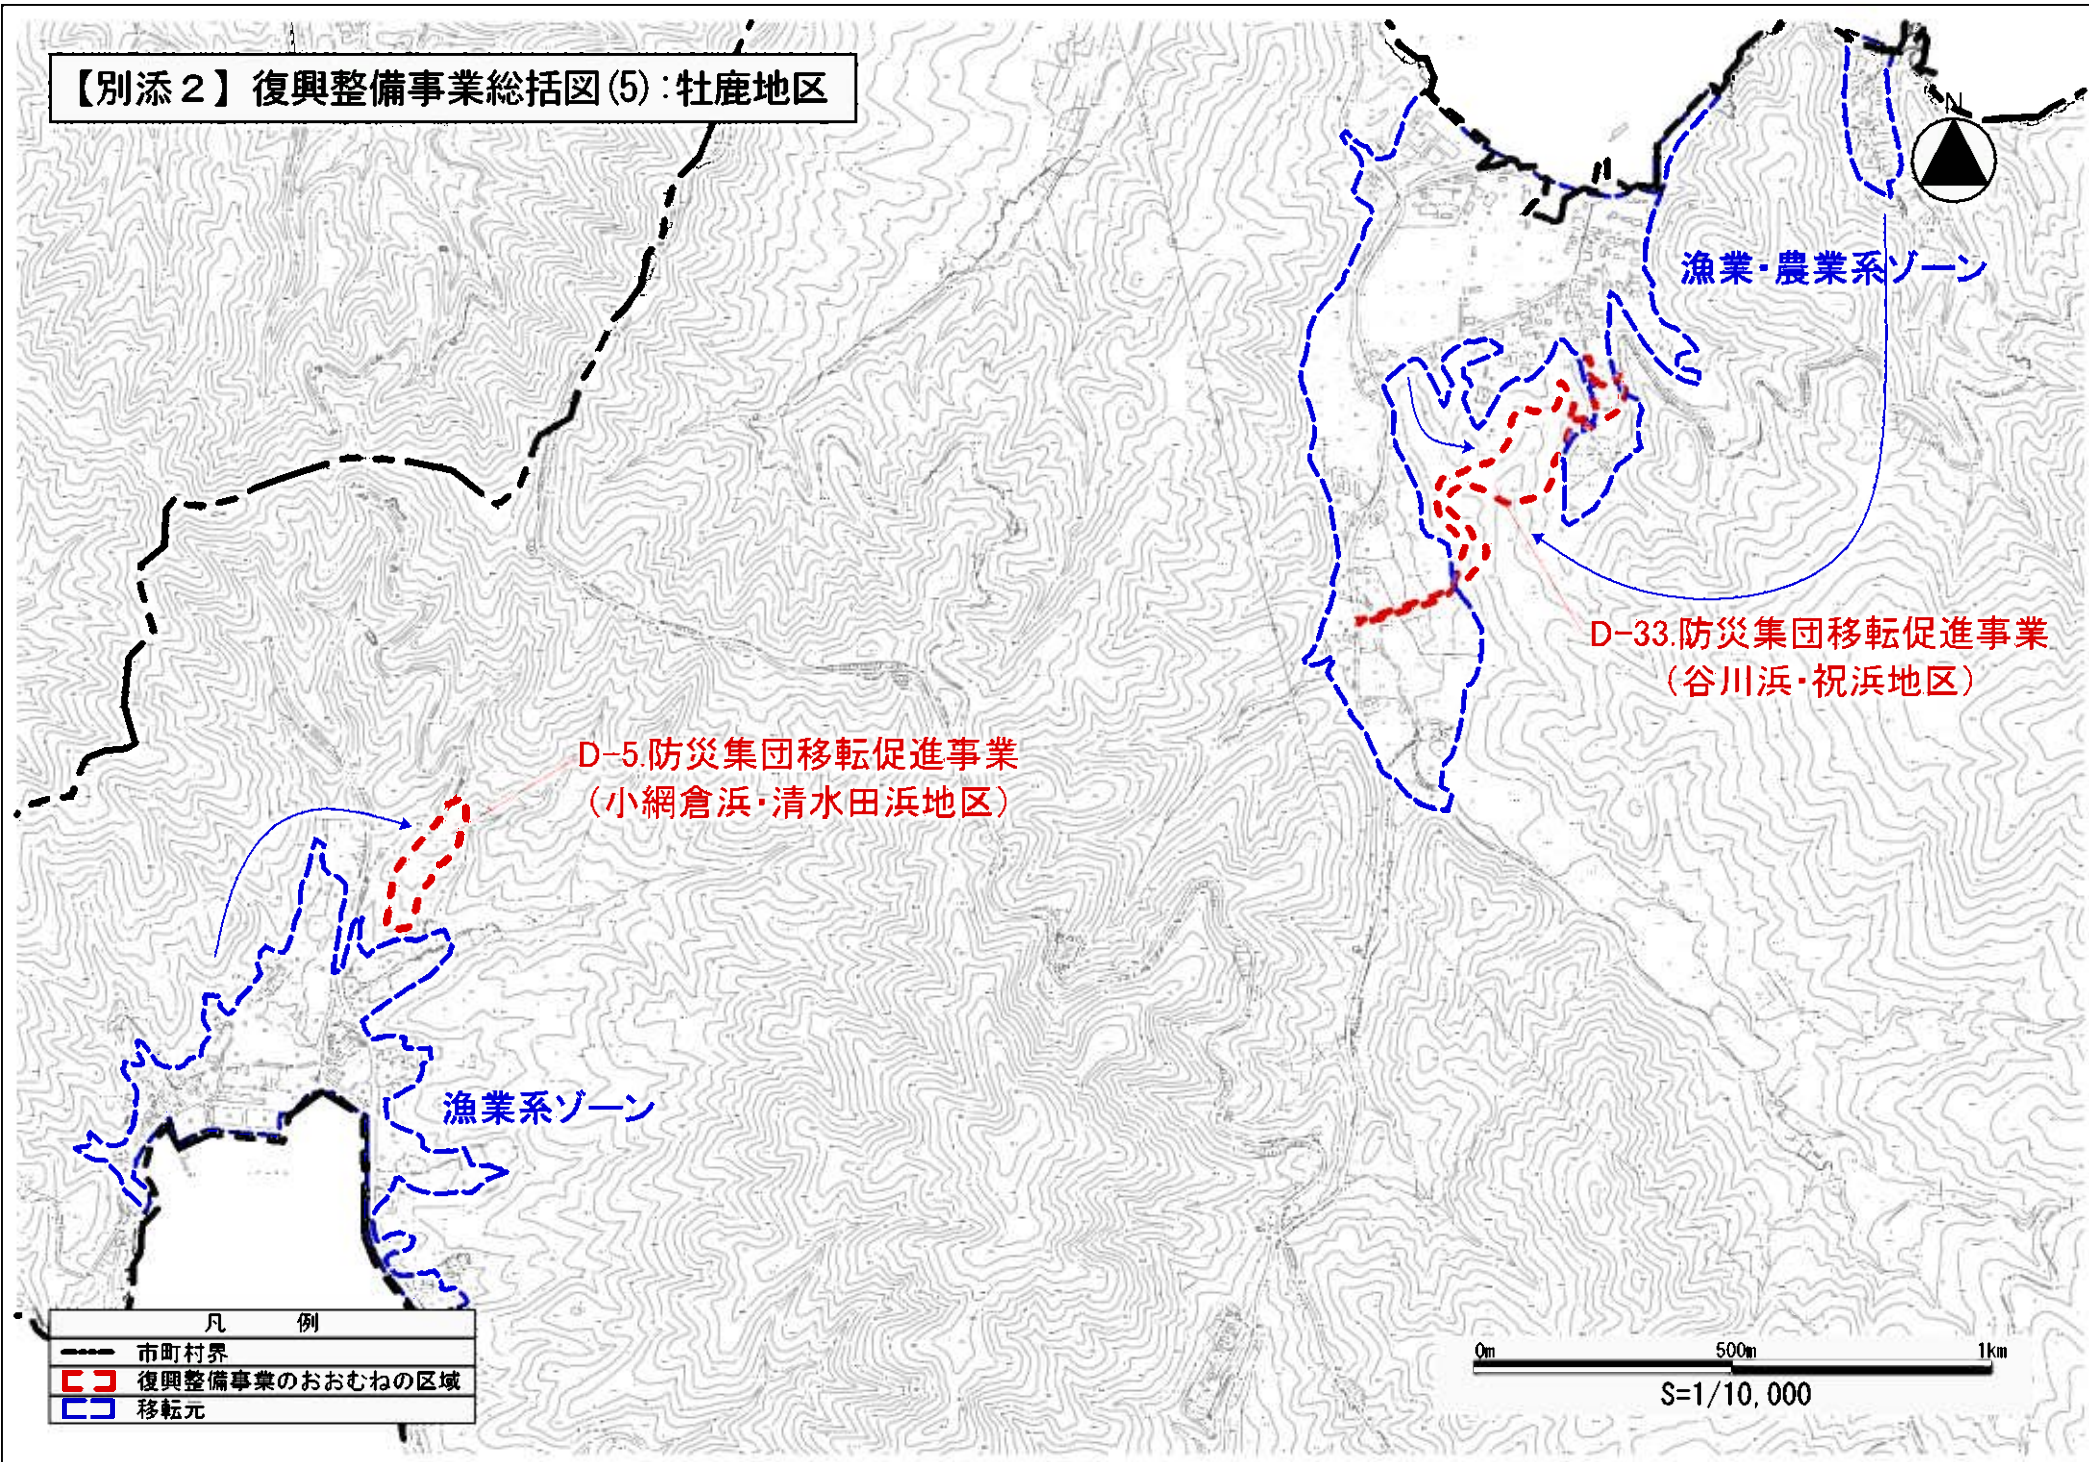 【別添２】復興整備事業総括図(5):牡鹿地区
N
漁業・農業系ゾーン
D-33.防災集団移転促進事業
(谷川浜・祝浜地区)
D-5.防災集団移転促進事業
(小網倉浜・清水田浜地区)
漁業系ゾーン
凡 例
市町村界
復興整備事業のおおむねの区域
移転元
0m 500m 1km
S=1/10,000